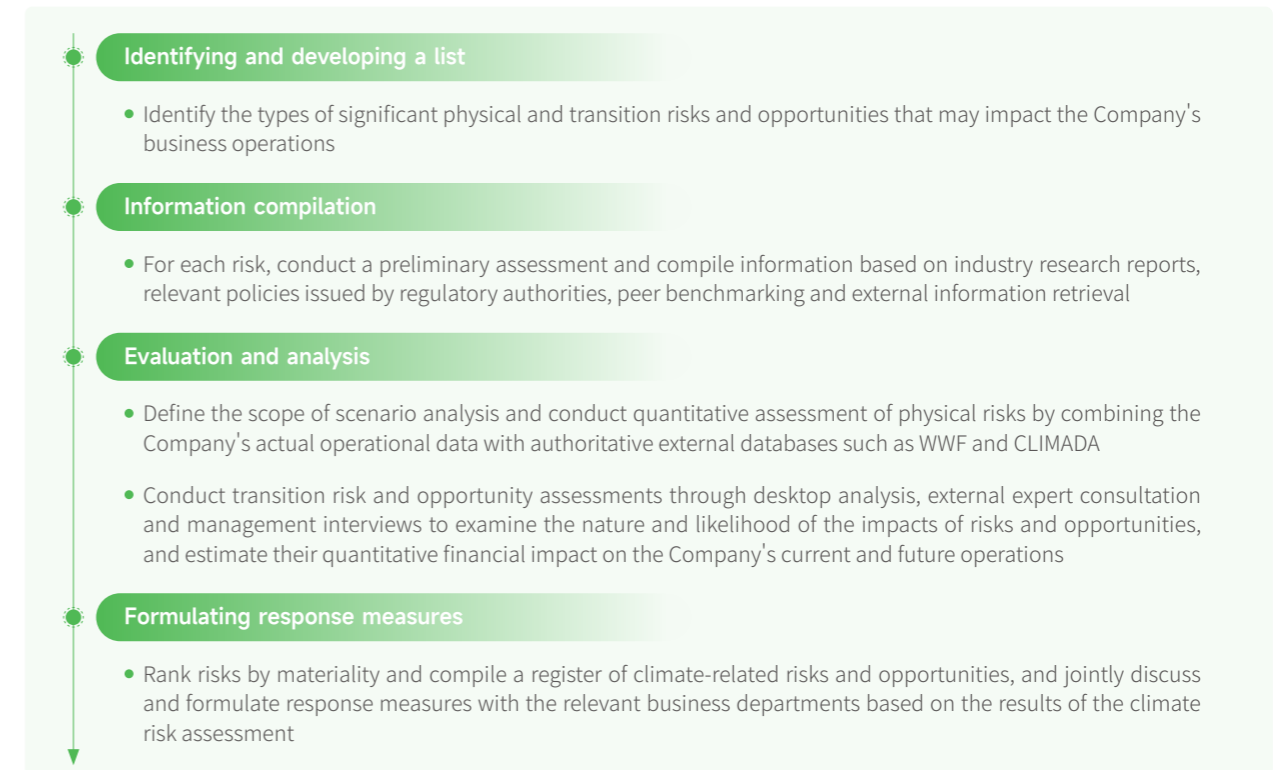 Identifying and developing a list
• Identify the types of significant physical and transition risks and opportunities that may impact the Company's
business operations
Information compilation
• For each risk, conduct a preliminary assessment and compile information based on industry research reports,
relevant policies issued by regulatory authorities, peer benchmarking and external information retrieval
Evaluation and analysis
• Define the scope of scenario analysis and conduct quantitative assessment of physical risks by combining the
Company's actual operational data with authoritative external databases such as WWF and CLIMADA
• Conduct transition risk and opportunity assessments through desktop analysis, external expert consultation
and management interviews to examine the nature and likelihood of the impacts of risks and opportunities,
and estimate their quantitative financial impact on the Company's current and future operations
Formulating response measures
• Rank risks by materiality and compile a register of climate-related risks and opportunities, and jointly discuss
and formulate response measures with the relevant business departments based on the results of the climate
risk assessment